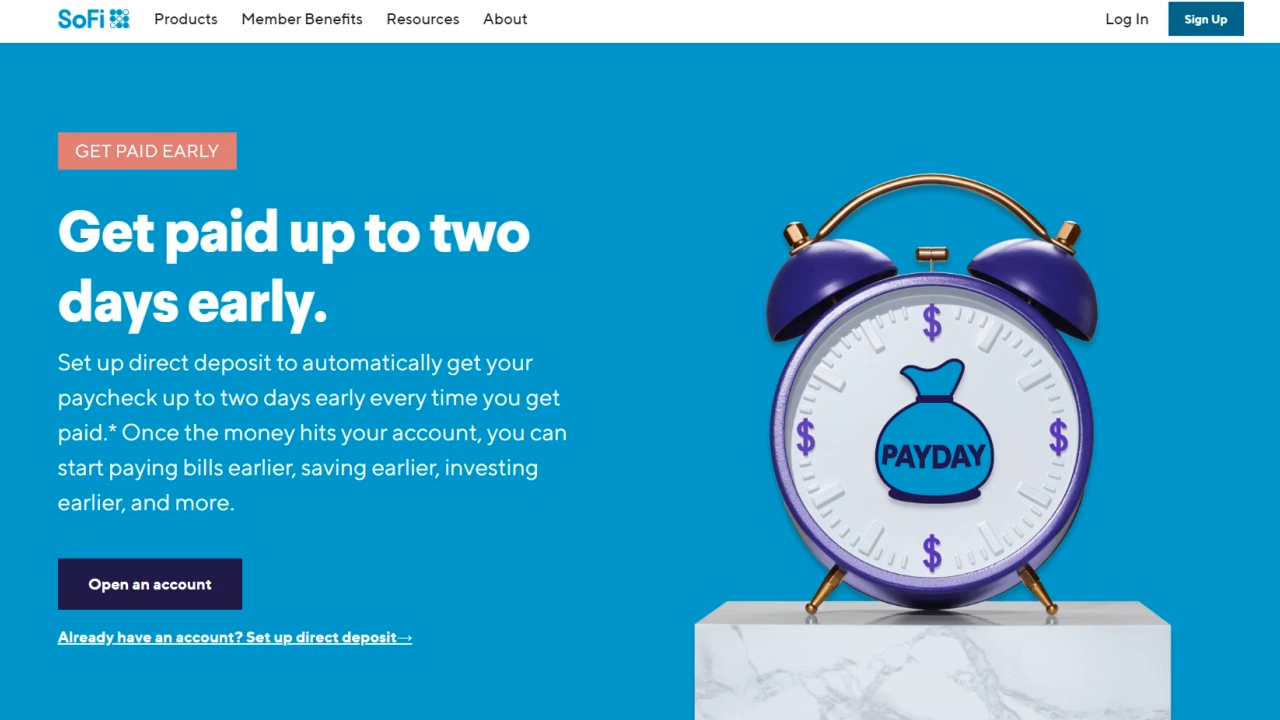 SoFi
Products
Member Benefits
Resources
About
Log In
Sign Up
GET PAID EARLY
Get paid up to two
days early.
Set up direct deposit to automatically get your
paycheck up to two days early every time you get
paid.* Once the money hits your account, you can
start paying bills earlier, saving earlier, investing
earlier, and more.
Open an account
Already have an account? Set up direct deposit→
$
$
PAYDAY
$
$